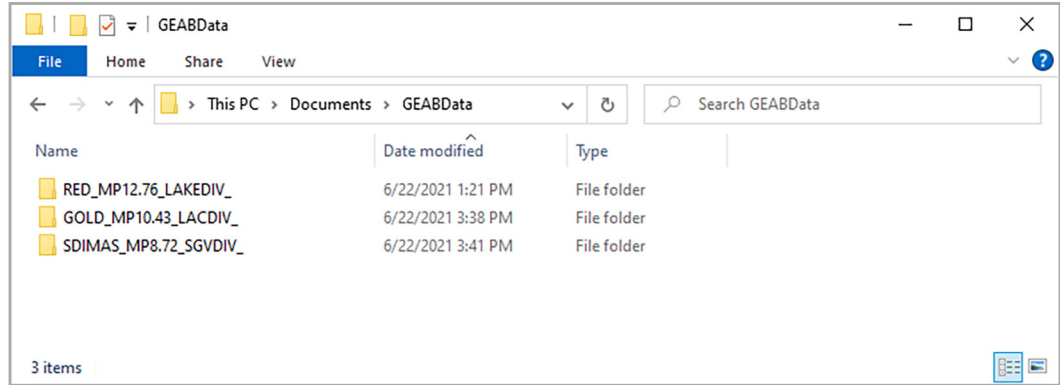 GEABData
File Home Share View
This PC > Documents > GEABData Search GEABData
Name Date modified Type
RED_MP12.76_LAKEDIV_ 6/22/2021 1:21 PM File folder
GOLD_MP10.43_LACDIV_ 6/22/2021 3:38 PM File folder
SDIMAS_MP8.72_SGVDIV_ 6/22/2021 3:41 PM File folder
3 items